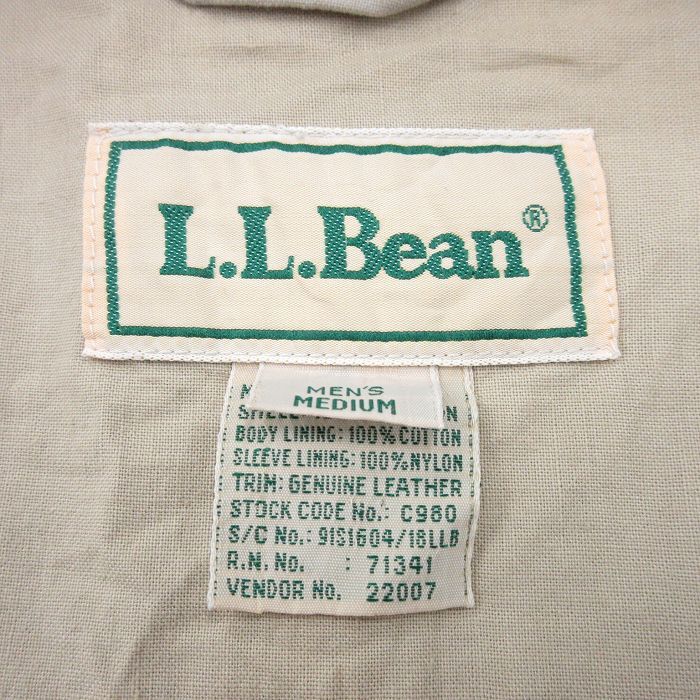 L.L.Bean®
MEN'S
MEDIUM
BODY LINING: 100% COTTON
SLEEVE LINING: 100% NYLON
TRIM: GENUINE LEATHER
STOCK CODE No.: C980
S/C No.: 91S1604/18LLB
R.N. No. : 71341
VENDOR No. 22007